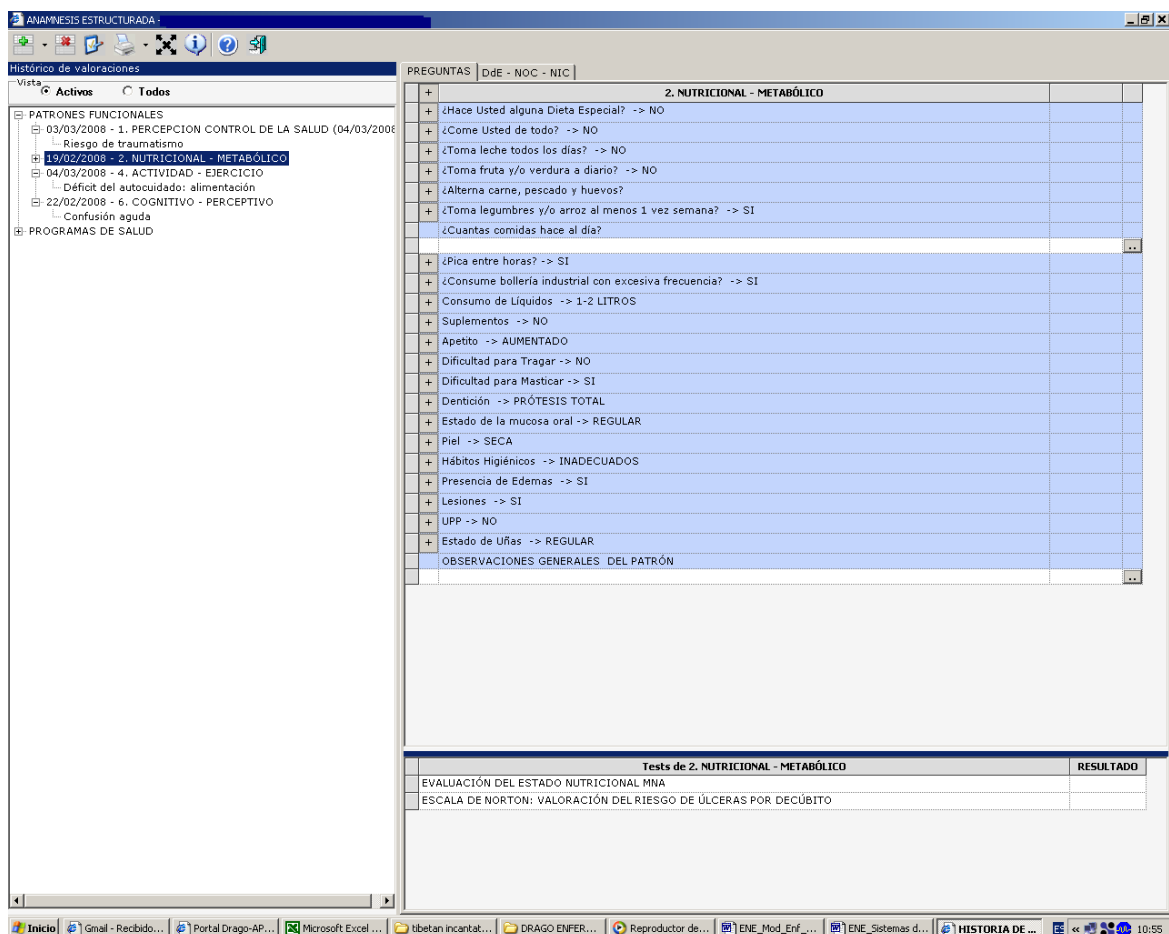 ANAMNESIS ESTRUCTURADA -
Histórico de valoraciones
Vista
Activos Todos
PATRONES FUNCIONALES
03/03/2008 - 1. PERCEPCION CONTROL DE LA SALUD (04/03/2008
Riesgo de traumatismo
19/02/2008 - 2. NUTRICIONAL - METABÓLICO
04/03/2008 - 4. ACTIVIDAD - EJERCICIO
Déficit del autocuidado: alimentación
22/02/2008 - 6. COGNITIVO - PERCEPTIVO
Confusión aguda
PROGRAMAS DE SALUD
PREGUNTAS DdE - NOC - NIC
+ 2. NUTRICIONAL - METABÓLICO
+ ¿Hace Usted alguna Dieta Especial? -> NO
+ ¿Come Usted de todo? -> NO
+ ¿Toma leche todos los días? -> NO
+ ¿Toma fruta y/o verdura a diario? -> NO
+ ¿Alterna carne, pescado y huevos?
+ ¿Toma legumbres y/o arroz al menos 1 vez semana? -> SI
¿Cuantas comidas hace al día?
..
+ ¿Pica entre horas? -> SI
+ ¿Consume bollería industrial con excesiva frecuencia? -> SI
+ Consumo de Líquidos -> 1-2 LITROS
+ Suplementos -> NO
+ Apetito -> AUMENTADO
+ Dificultad para Tragar -> NO
+ Dificultad para Masticar -> SI
+ Dentición -> PRÓTESIS TOTAL
+ Estado de la mucosa oral -> REGULAR
+ Piel -> SECA
+ Hábitos Higiénicos -> INADECUADOS
+ Presencia de Edemas -> SI
+ Lesiones -> SI
+ UPP -> NO
+ Estado de Uñas -> REGULAR
OBSERVACIONES GENERALES DEL PATRÓN
..
Tests de 2. NUTRICIONAL - METABÓLICO RESULTADO
EVALUACIÓN DEL ESTADO NUTRICIONAL MNA
ESCALA DE NORTON: VALORACIÓN DEL RIESGO DE ÚLCERAS POR DECÚBITO
Inicio Gmail - Recibido... Portal Drago-AP... Microsoft Excel ... tibetan incantat... DRAGO ENFER... Reproductor de... ENE_Mod_Enf_... ENE_Sistemas d... HISTORIA DE ... ES « 10:55